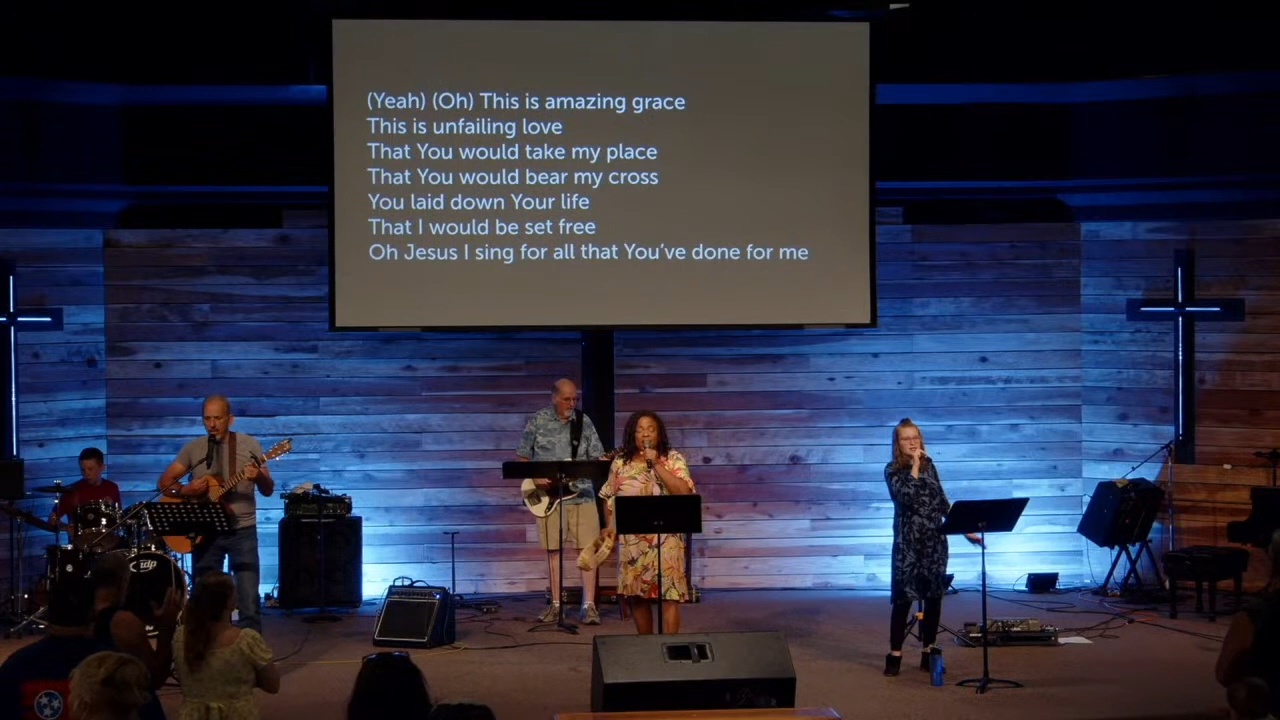 (Yeah) (Oh) This is amazing grace
This is unfailing love
That You would take my place
That You would bear my cross
You laid down Your life
That I would be set free
Oh Jesus I sing for all that You've done for me